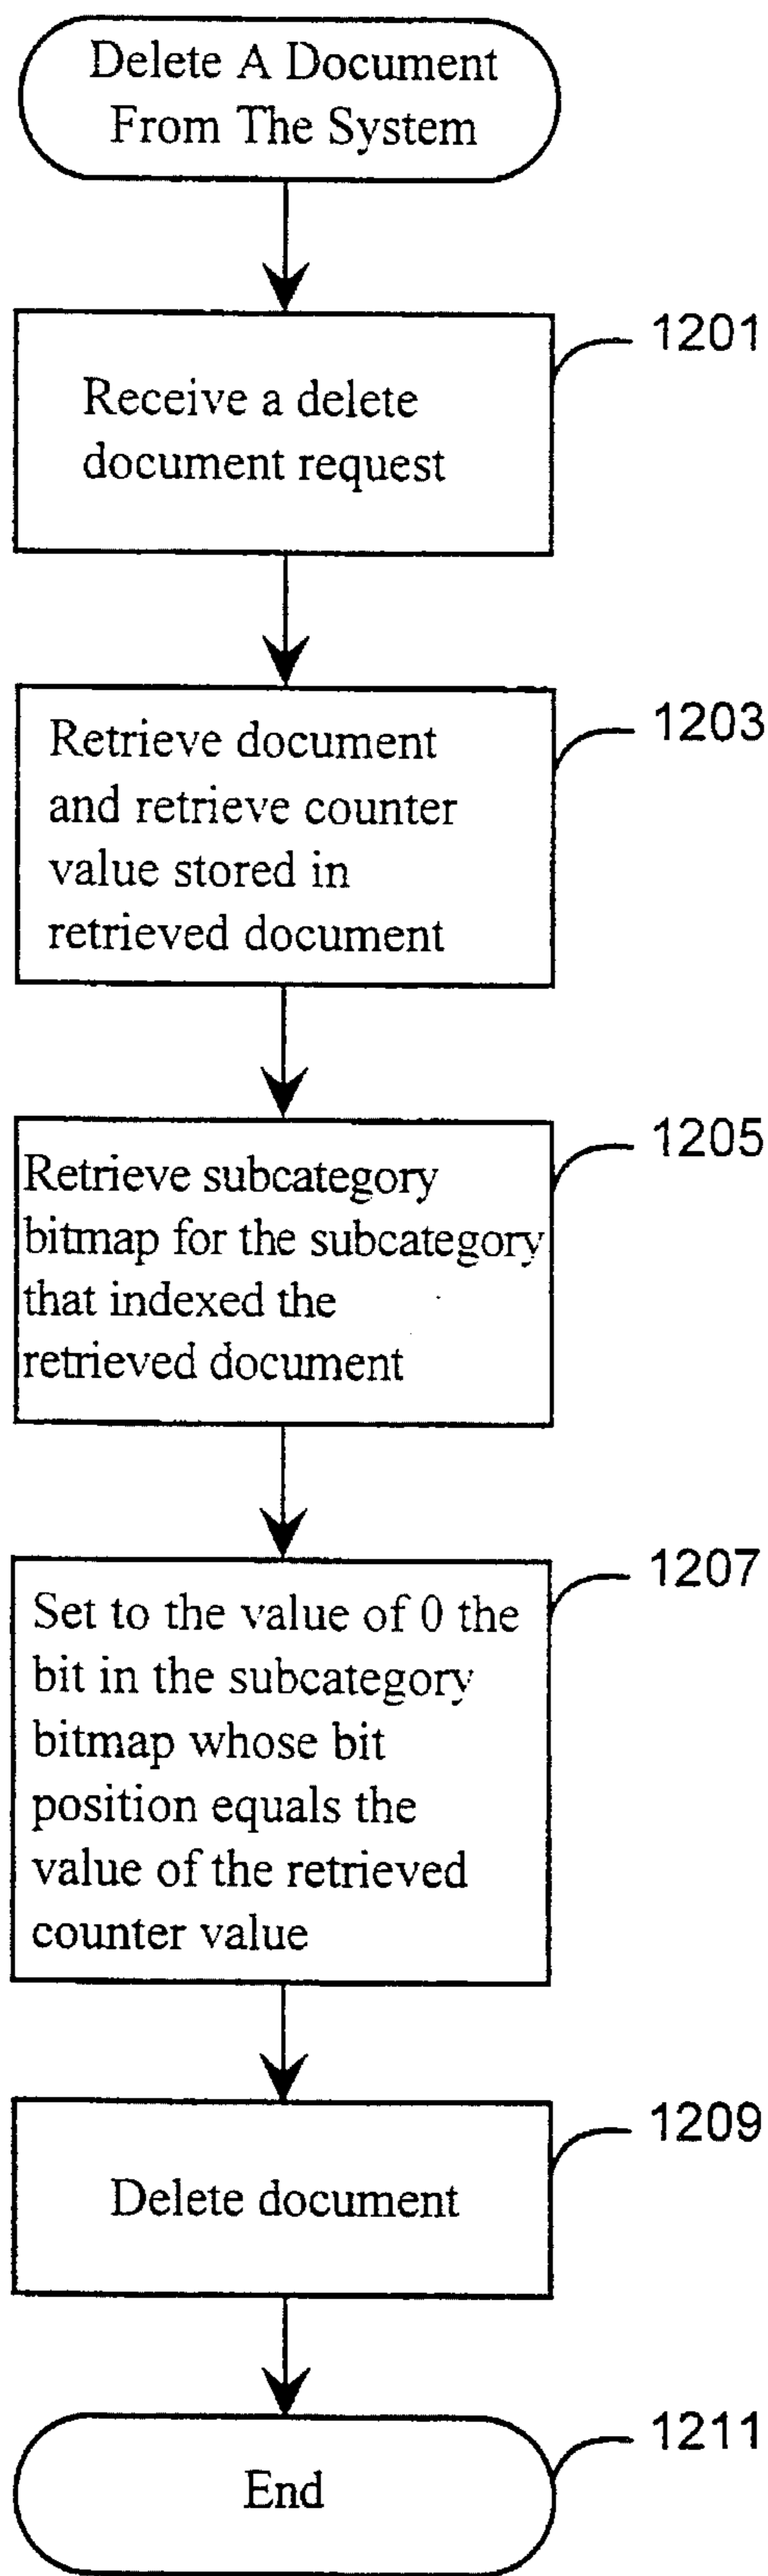 Delete A Document
From The System
1201
Receive a delete
document request
1203
Retrieve document
and retrieve counter
value stored in
retrieved document
1205
Retrieve subcategory
bitmap for the subcategory
that indexed the
retrieved document
1207
Set to the value of 0 the
bit in the subcategory
bitmap whose bit
position equals the
value of the retrieved
counter value
1209
Delete document
1211
End